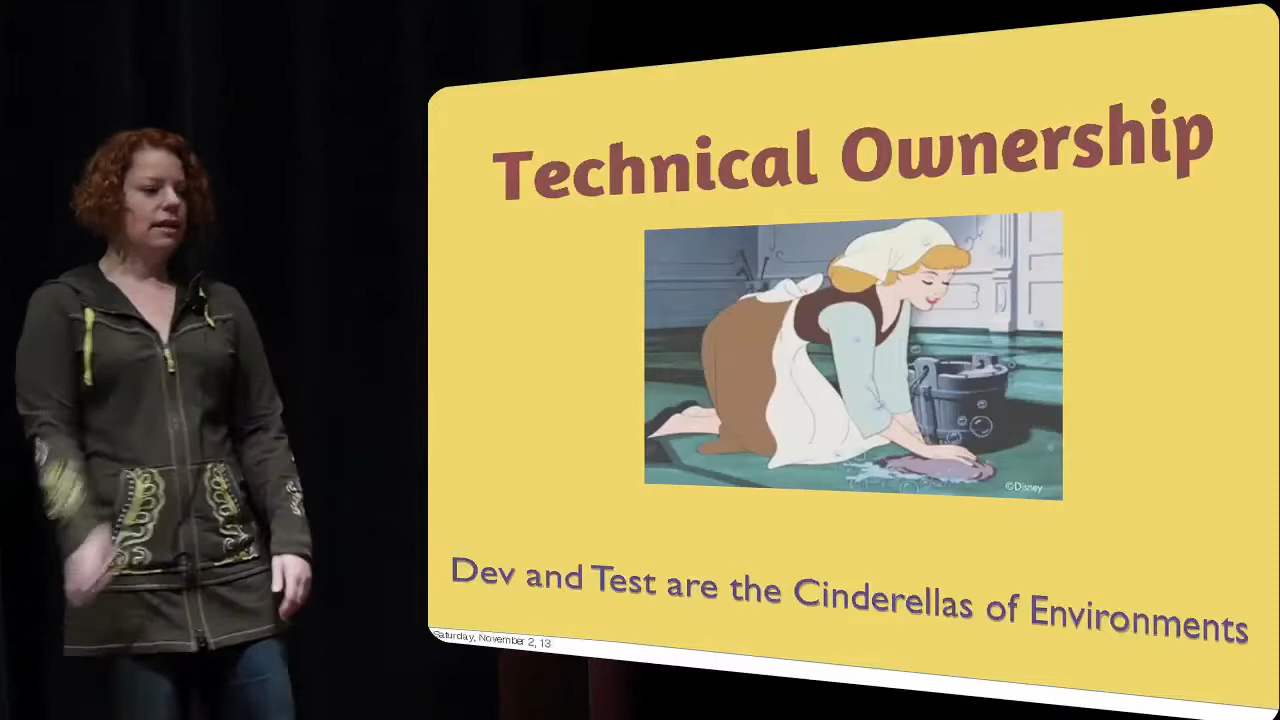 Technical Ownership
©Disney
Dev and Test are the Cinderellas of Environments
Saturday, November 2, 13